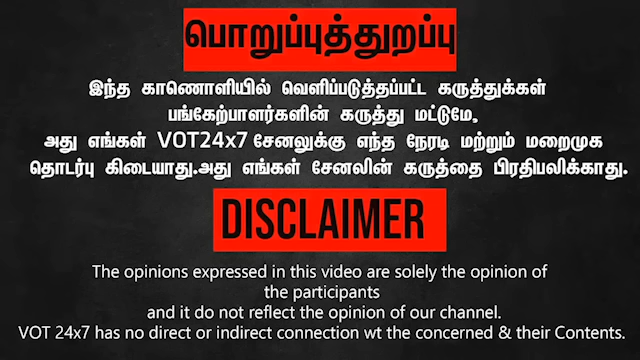 பொறுப்புத்துறப்பு
இந்த காணொளியில் வெளிப்படுத்தப்பட்ட கருத்துக்கள்
பங்கேற்பாளர்களின் கருத்து மட்டுமே,
அது எங்கள் VOT24x7 சேனலுக்கு எந்த நேரடி மற்றும் மறைமுக
தொடர்பு கிடையாது.அது எங்கள் சேனலின் கருத்தை பிரதிபலிக்காது.
DISCLAIMER
The opinions expressed in this video are solely the opinion of
the participants
and it do not reflect the opinion of our channel.
VOT 24x7 has no direct or indirect connection wt the concerned & their Contents.